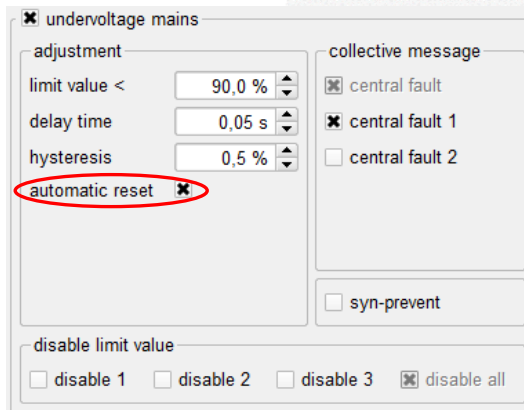 undervoltage mains
adjustment
limit value < 90,0 %
delay time 0,05 s
hysteresis 0,5 %
automatic reset
collective message
central fault
central fault 1
central fault 2
syn-prevent
disable limit value
disable 1 disable 2 disable 3 disable all